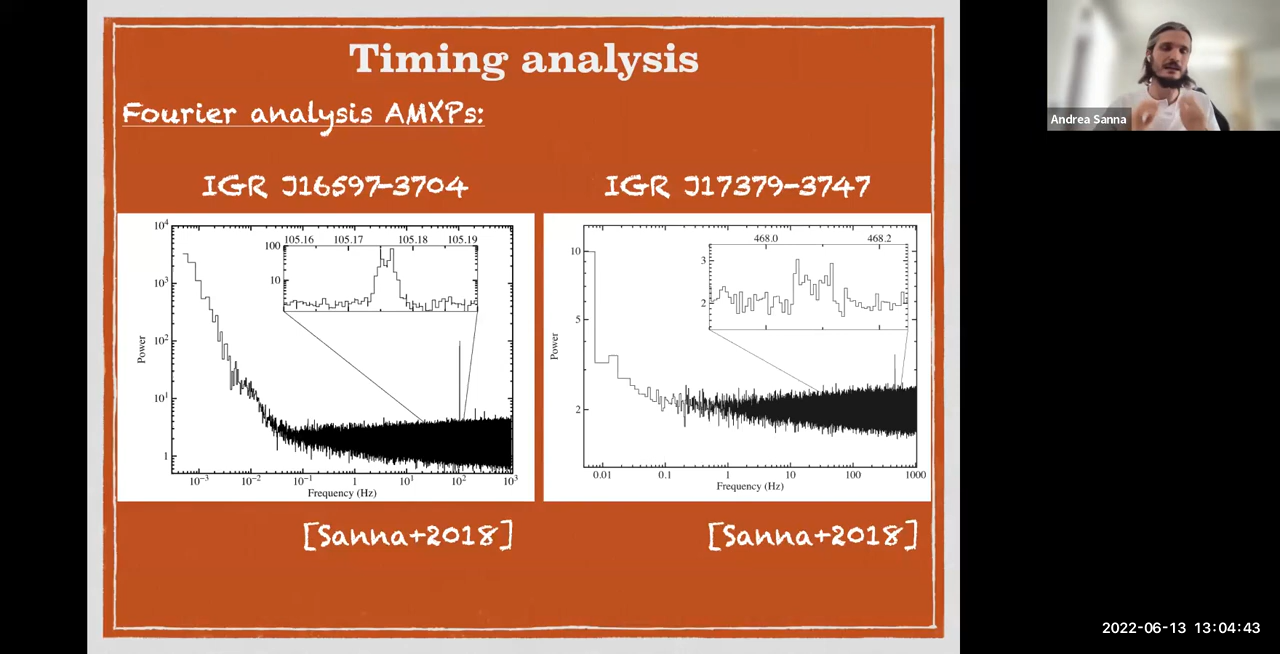 Timing analysis
Fourier analysis AMXPs:
IGR J16597-3704
IGR J17379-3747
10⁴
10³
10²
10¹
1
Power
105.16 105.17 105.18 105.19
100
10
10⁻³ 10⁻² 10⁻¹ 1 10¹ 10² 10³
Frequency (Hz)
10
5
2
Power
468.0 468.2
3
2
0.01 0.1 1 10 100 1000
Frequency (Hz)
[Sanna+2018]
[Sanna+2018]
Andrea Sanna
2022-06-13 13:04:43